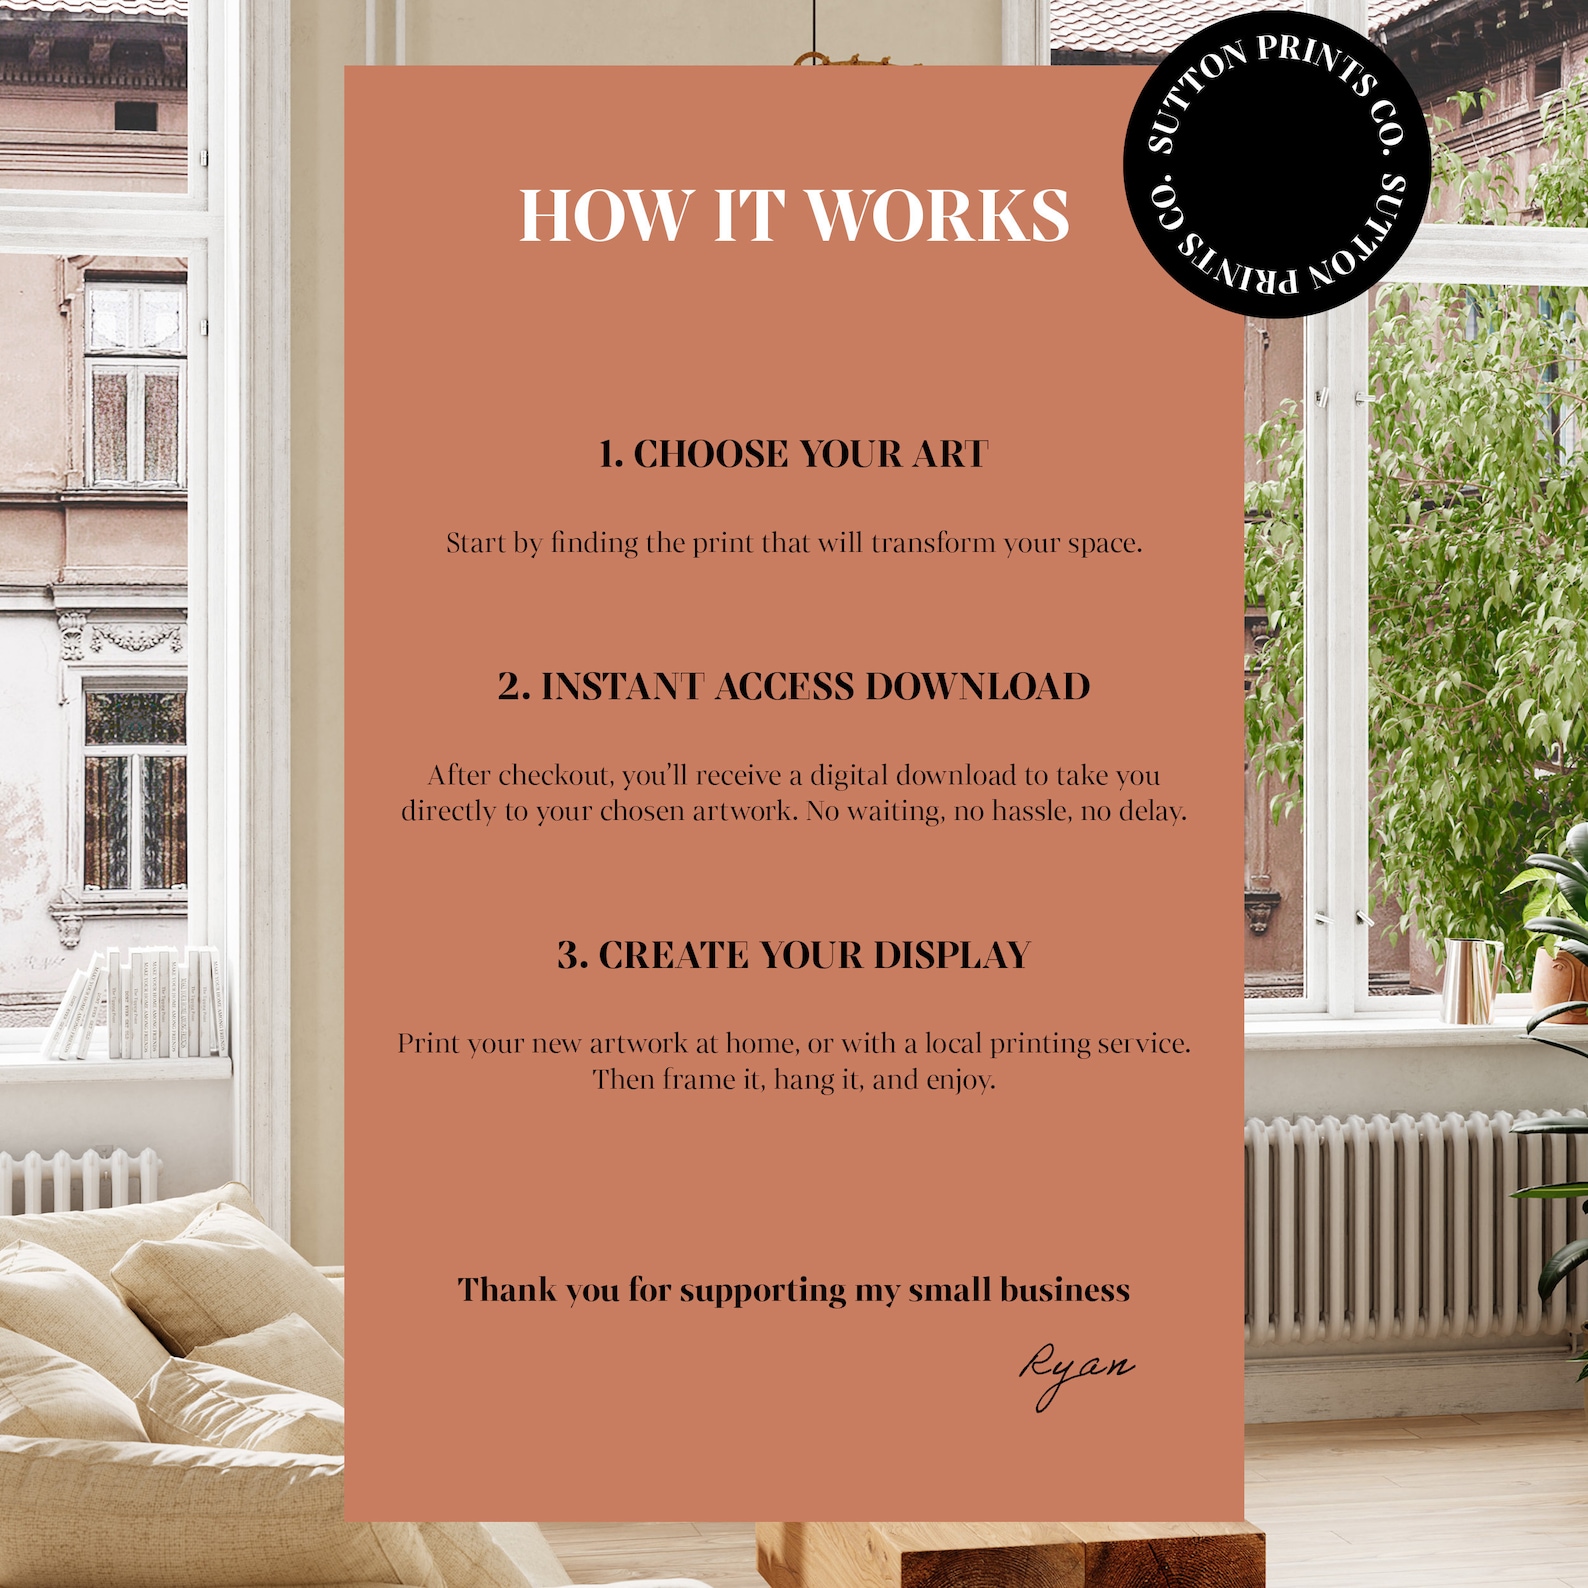 SUTTON PRINTS CO. SUTTON PRINTS CO.
HOW IT WORKS
1. CHOOSE YOUR ART
Start by finding the print that will transform your space.
2. INSTANT ACCESS DOWNLOAD
After checkout, you’ll receive a digital download to take you
directly to your chosen artwork. No waiting, no hassle, no delay.
3. CREATE YOUR DISPLAY
Print your new artwork at home, or with a local printing service.
Then frame it, hang it, and enjoy.
Thank you for supporting my small business
Ryan